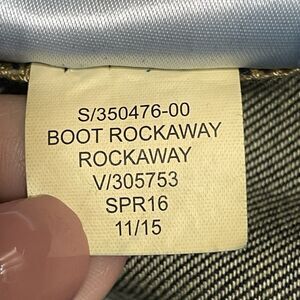 S/350476-00
BOOT ROCKAWAY
ROCKAWAY
V/305753
SPR16
11/15